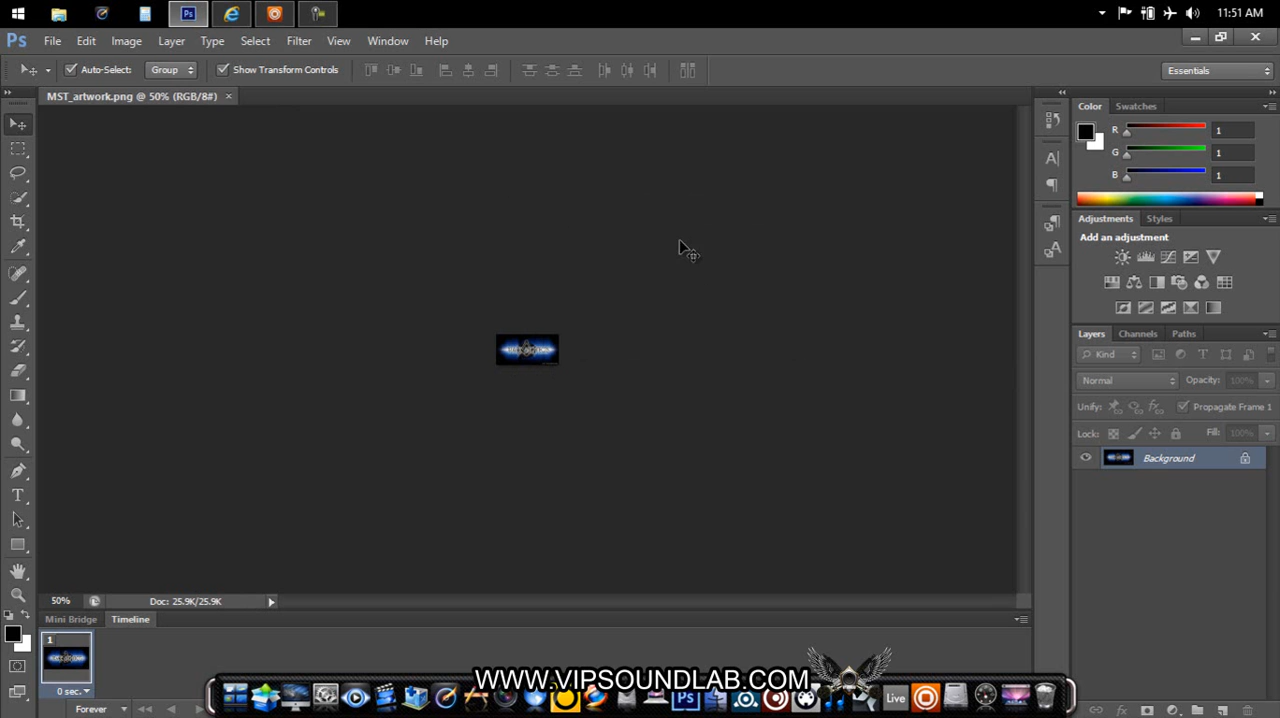 11:51 AM
Ps
File Edit Image Layer Type Select Filter View Window Help
Auto-Select: Group Show Transform Controls Essentials
MST_artwork.png @ 50% (RGB/8#) ×
Color Swatches
R 1
G 1
B 1
Adjustments Styles
Add an adjustment
Layers Channels Paths
Kind
Normal Opacity: 100%
Unify: Propagate Frame 1
Lock: Fill: 100%
Background
50% Doc: 25.9K/25.9K
Mini Bridge Timeline
1
0 sec.
Forever
WWW.VIPSOUNDLAB.COM
Ps
Live